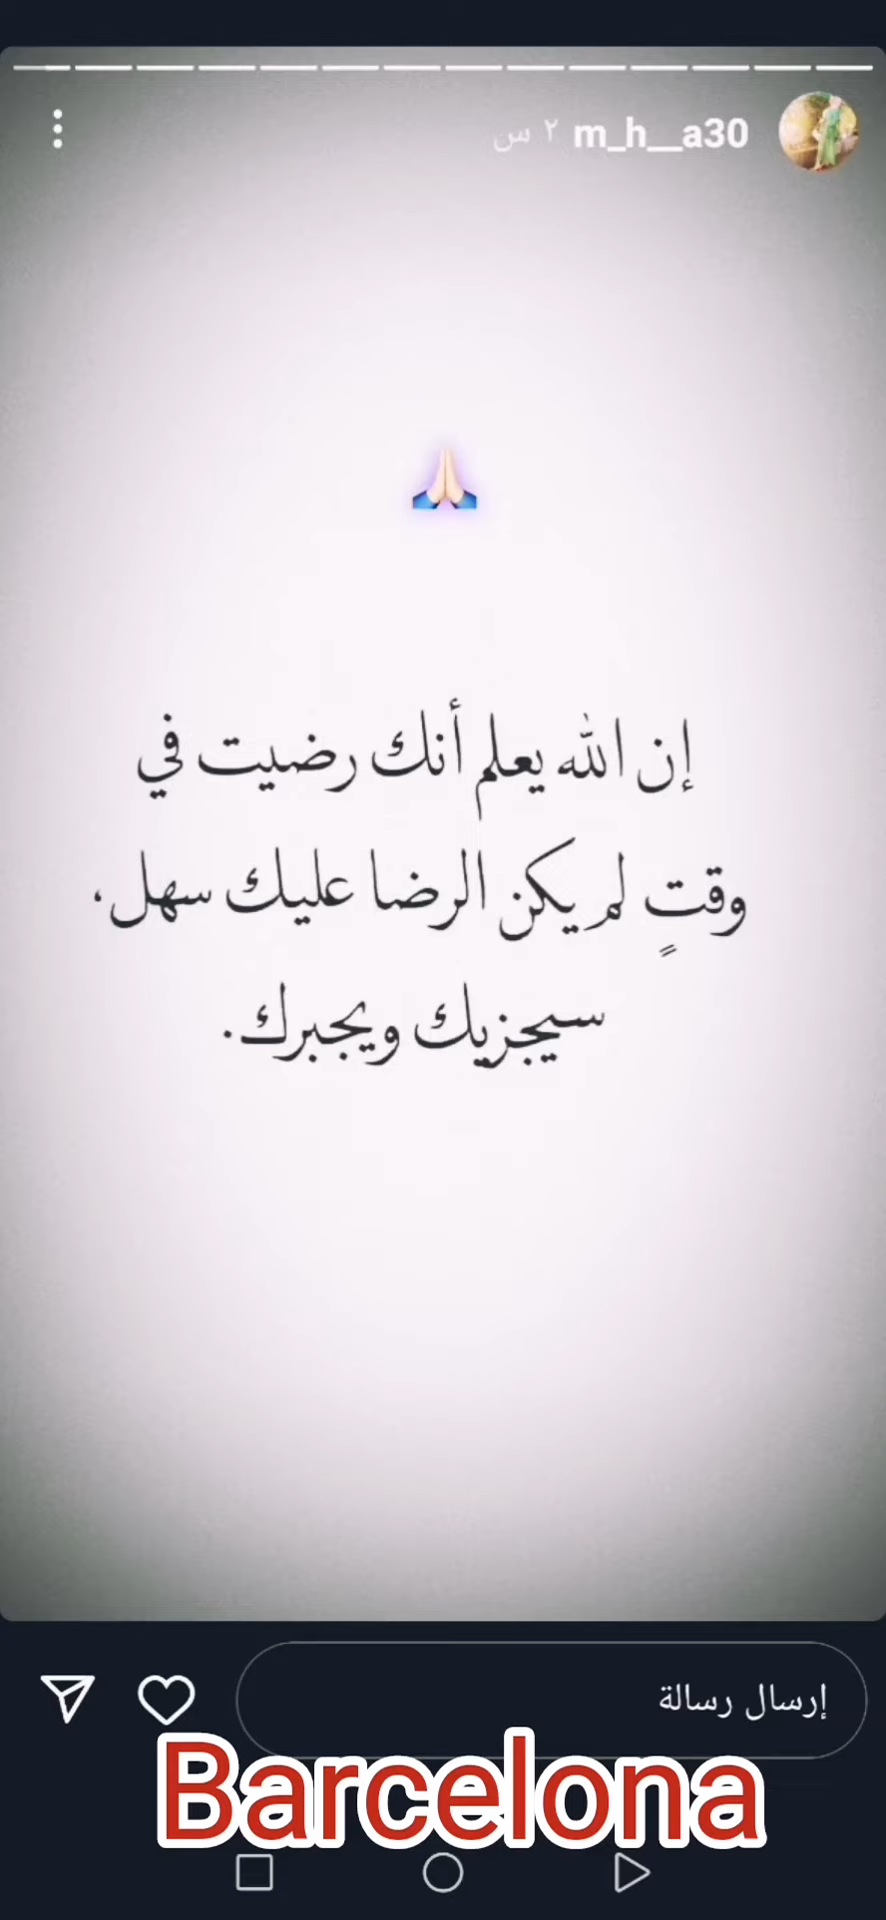 m_h__a30 ٢ س
إن الله يعلم أنك رضيت في
وقتٍ لم يكن الرضا عليك سهل،
سيجزيك ويجبرك.
إرسال رسالة
Barcelona